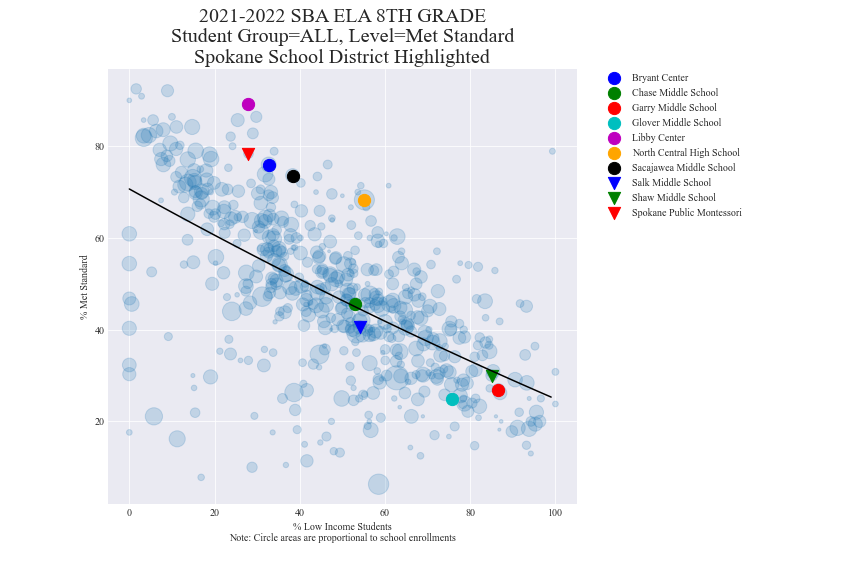 2021-2022 SBA ELA 8TH GRADE
Student Group=ALL, Level=Met Standard
Spokane School District Highlighted
Bryant Center
Chase Middle School
Garry Middle School
Glover Middle School
Libby Center
North Central High School
Sacajawea Middle School
Salk Middle School
Shaw Middle School
Spokane Public Montessori
% Met Standard
80
60
40
20
0 20 40 60 80 100
% Low Income Students
Note: Circle areas are proportional to school enrollments